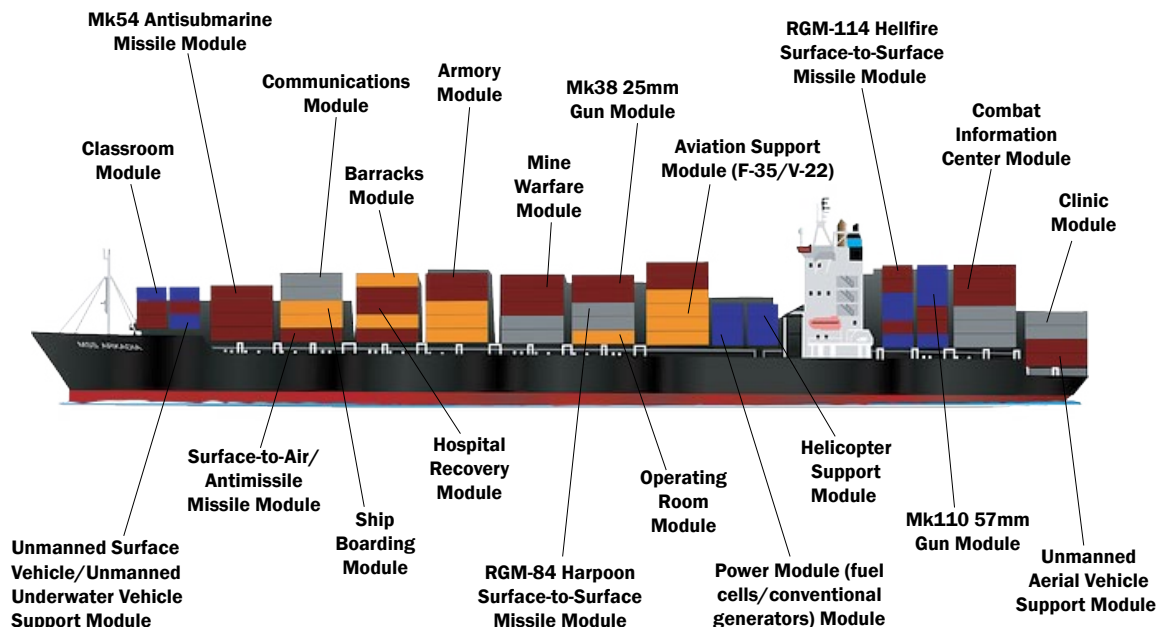 Mk54 Antisubmarine
Missile Module
Communications
Module
Armory
Module
Mk38 25mm
Gun Module
RGM-114 Hellfire
Surface-to-Surface
Missile Module
Combat
Information
Center Module
Classroom
Module
Barracks
Module
Mine
Warfare
Module
Aviation Support
Module (F-35/V-22)
Clinic
Module
MSS ARKADIA
Surface-to-Air/
Antimissile
Missile Module
Hospital
Recovery
Module
Operating
Room
Module
Helicopter
Support
Module
Ship
Boarding
Module
Mk110 57mm
Gun Module
Unmanned Surface
Vehicle/Unmanned
Underwater Vehicle
Support Module
RGM-84 Harpoon
Surface-to-Surface
Missile Module
Power Module (fuel
cells/conventional
generators) Module
Unmanned
Aerial Vehicle
Support Module